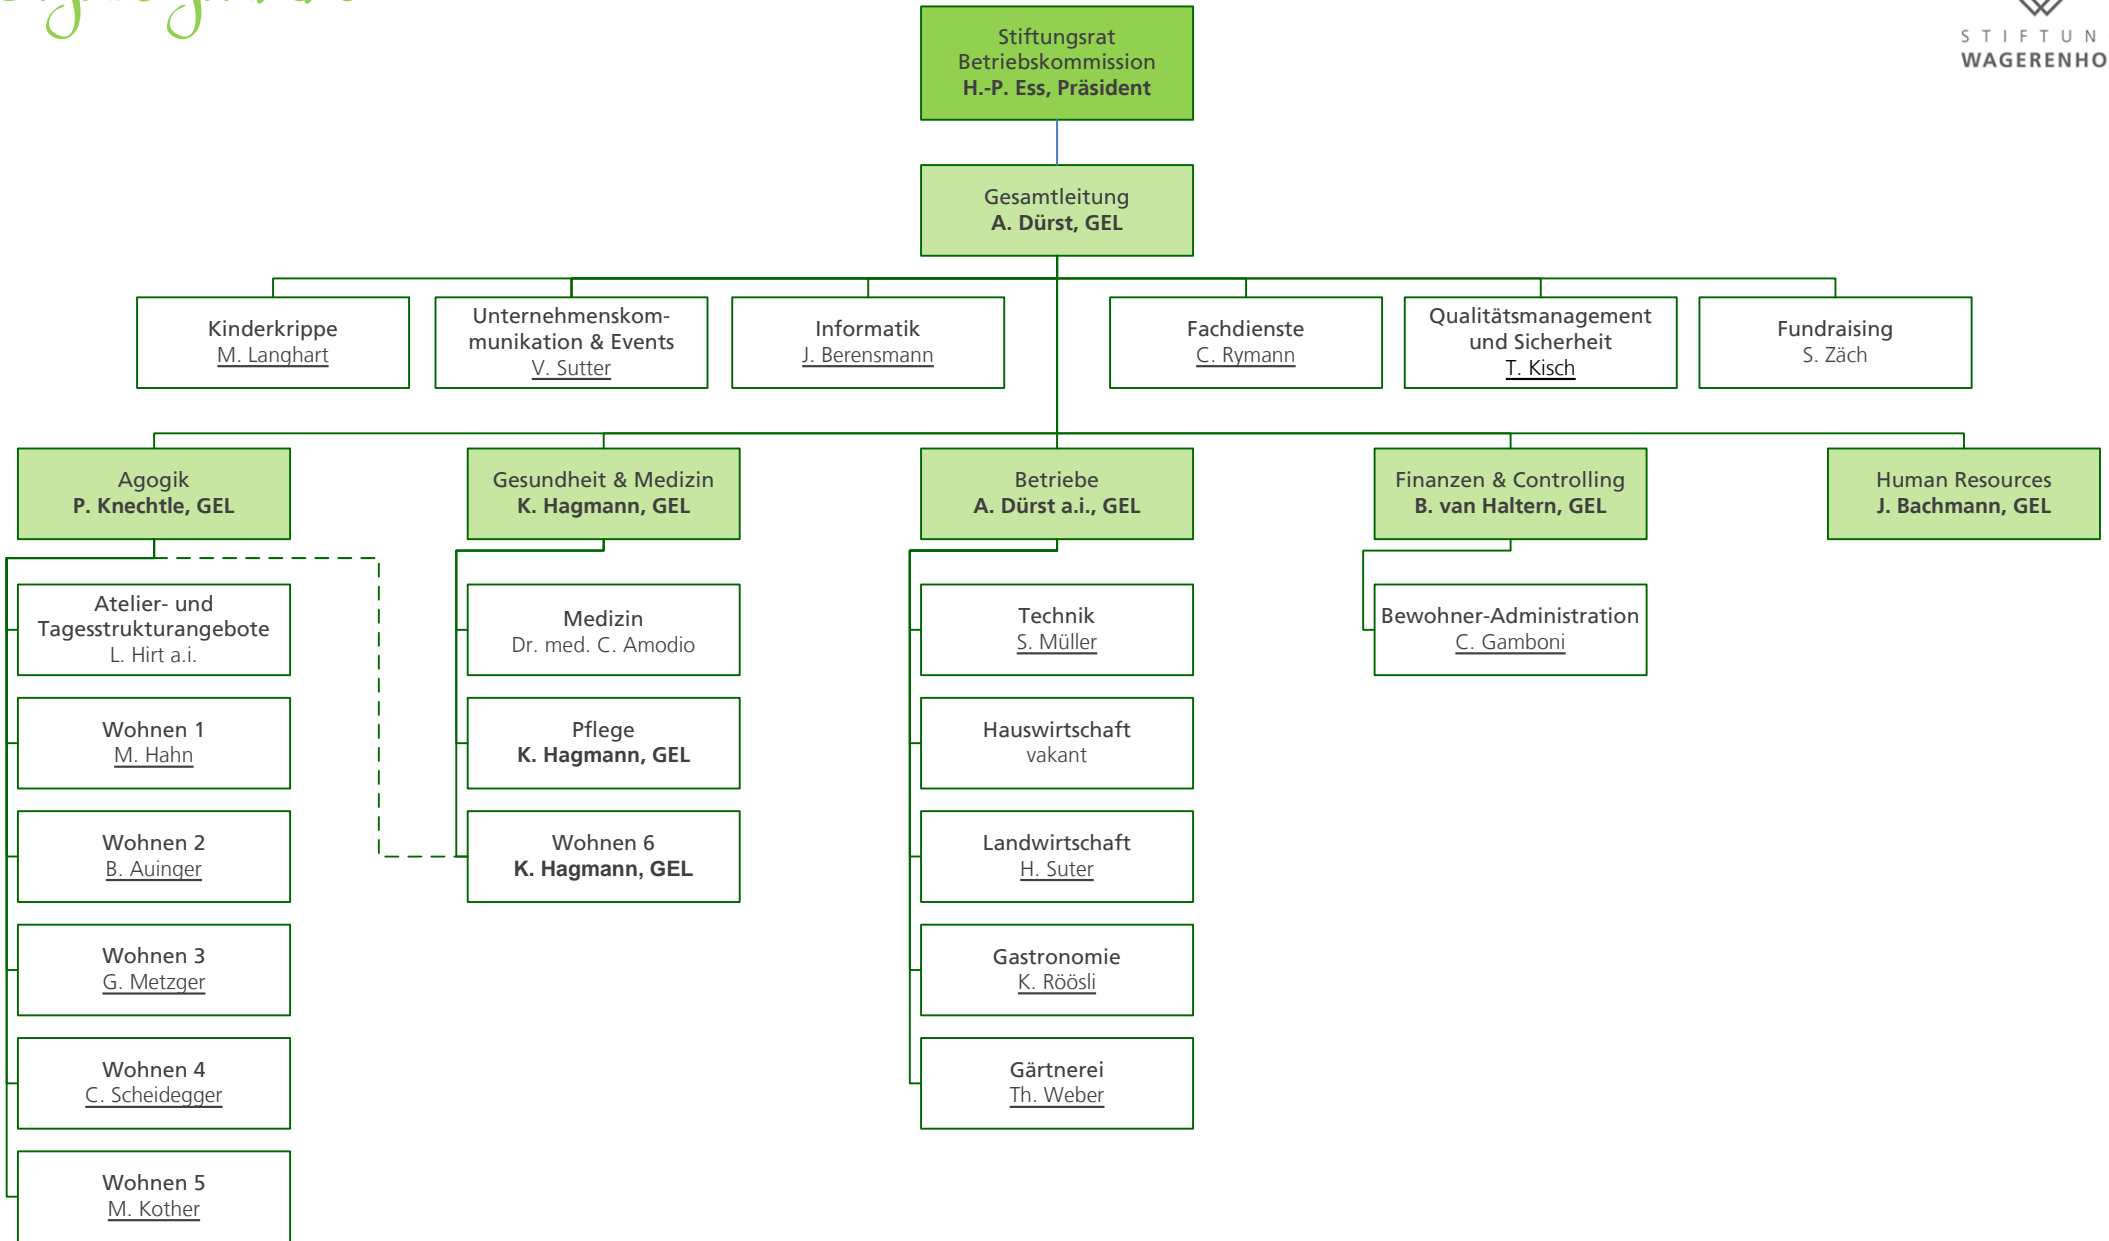 STIFTUN
WAGERENHO
Stiftungsrat
Betriebskommission
H.-P. Ess, Präsident
Gesamtleitung
A. Dürst, GEL
Kinderkrippe
M. Langhart
Unternehmenskom-
munikation & Events
V. Sutter
Informatik
J. Berensmann
Fachdienste
C. Rymann
Qualitätsmanagement
und Sicherheit
T. Kisch
Fundraising
S. Zäch
Agogik
P. Knechtle, GEL
Gesundheit & Medizin
K. Hagmann, GEL
Betriebe
A. Dürst a.i., GEL
Finanzen & Controlling
B. van Haltern, GEL
Human Resources
J. Bachmann, GEL
Atelier- und
Tagesstrukturangebote
L. Hirt a.i.
Wohnen 1
M. Hahn
Wohnen 2
B. Auinger
Wohnen 3
G. Metzger
Wohnen 4
C. Scheidegger
Wohnen 5
M. Kother
Medizin
Dr. med. C. Amodio
Pflege
K. Hagmann, GEL
Wohnen 6
K. Hagmann, GEL
Technik
S. Müller
Hauswirtschaft
vakant
Landwirtschaft
H. Suter
Gastronomie
K. Röösli
Gärtnerei
Th. Weber
Bewohner-Administration
C. Gamboni